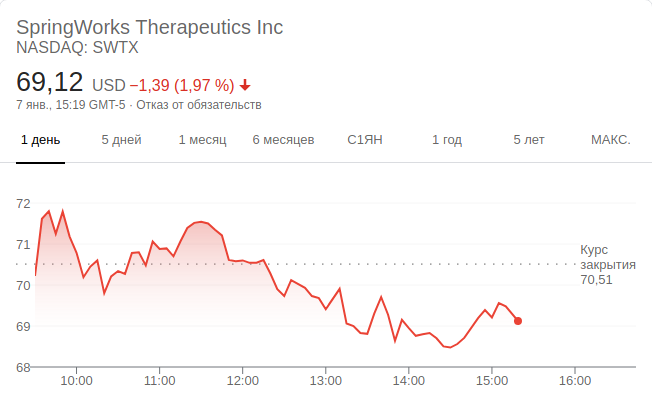 SpringWorks Therapeutics Inc
NASDAQ: SWTX
69,12 USD −1,39 (1,97 %)
7 янв., 15:19 GMT-5 · Отказ от обязательств
1 день 5 дней 1 месяц 6 месяцев С1ЯН 1 год 5 лет МАКС.
72
71
70
69
68
Курс
закрытия
70,51
10:00 11:00 12:00 13:00 14:00 15:00 16:00